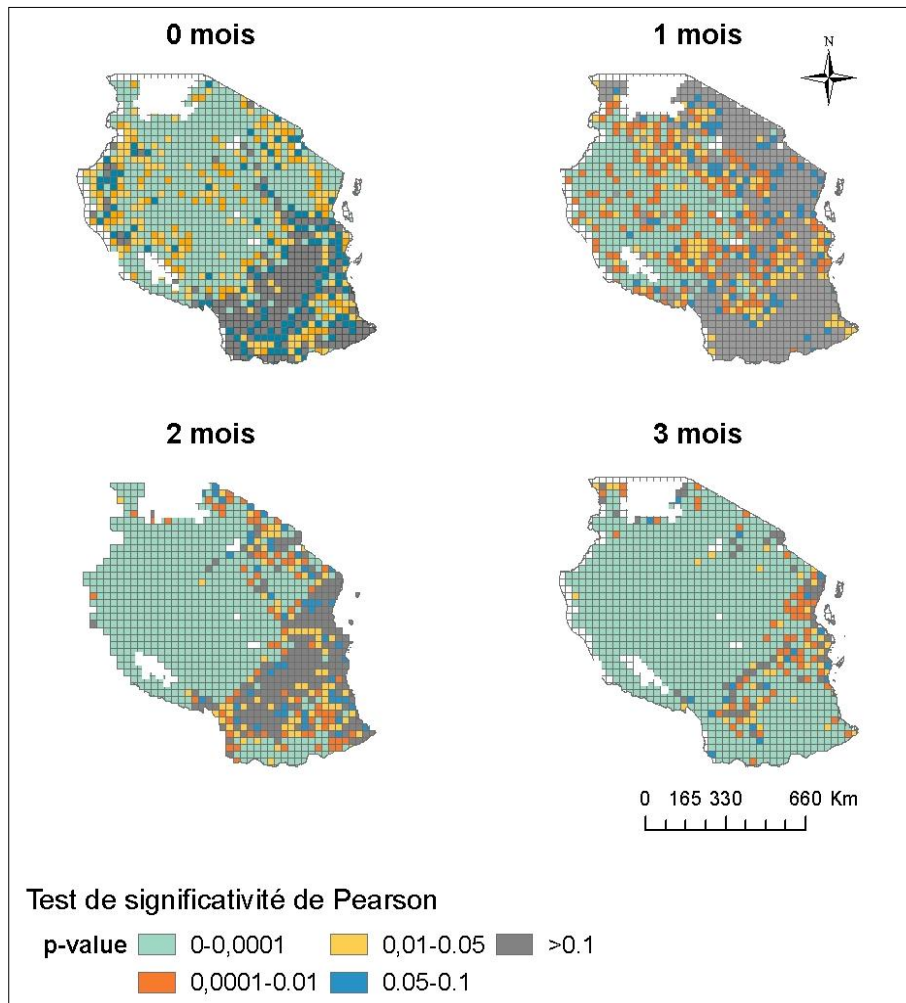 0 mois
1 mois
N
2 mois
3 mois
0 165 330 660 Km
Test de significativité de Pearson
p-value 0-0,0001 0,01-0.05 >0.1
0,0001-0.01 0.05-0.1